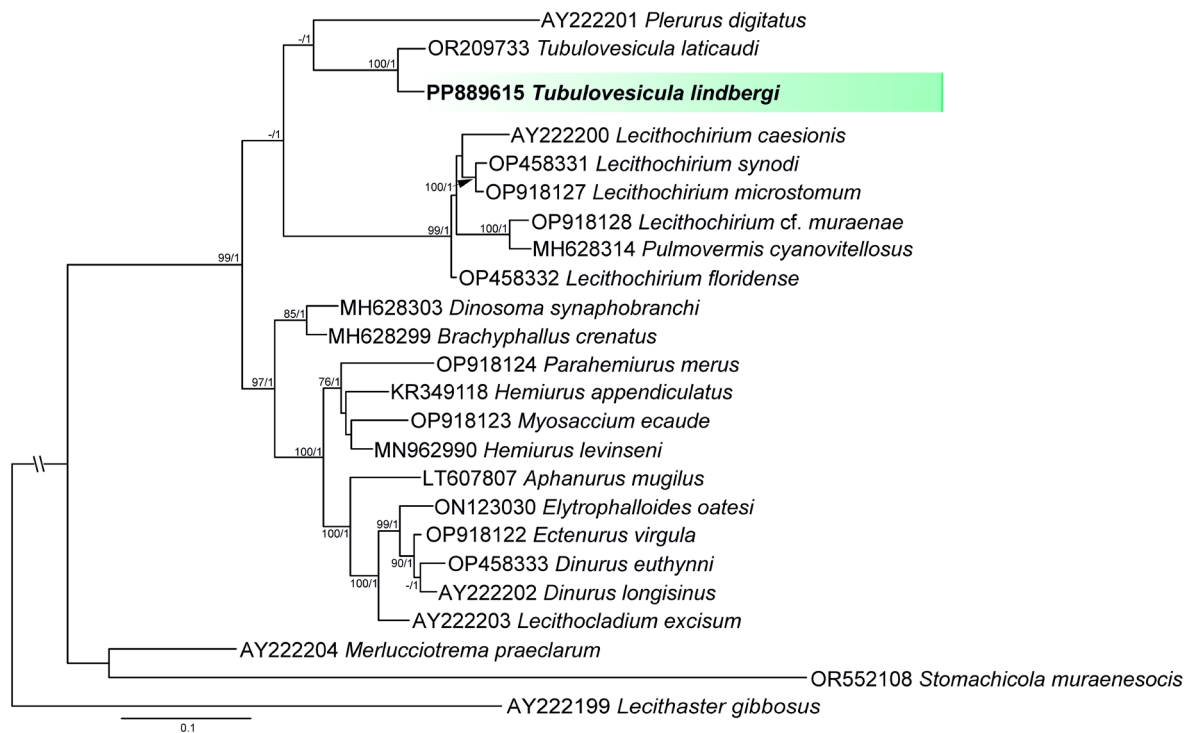 AY222201 Plerurus digitatus
-/1
OR209733 Tubulovesicula laticaudi
100/1
PP889615 Tubulovesicula lindbergi
-/1
AY222200 Lecithochirium caesionis
OP458331 Lecithochirium synodi
100/1
OP918127 Lecithochirium microstomum
OP918128 Lecithochirium cf. muraenae
100/1
99/1
MH628314 Pulmovermis cyanovitellosus
99/1
OP458332 Lecithochirium floridense
MH628303 Dinosoma synaphobranchi
85/1
MH628299 Brachyphallus crenatus
OP918124 Parahemiurus merus
97/1
76/1
KR349118 Hemiurus appendiculatus
OP918123 Myosaccium ecaude
100/1
MN962990 Hemiurus levinseni
LT607807 Aphanurus mugilus
ON123030 Elytrophalloides oatesi
99/1
100/1
OP918122 Ectenurus virgula
90/1
OP458333 Dinurus euthynni
100/1
-/1
AY222202 Dinurus longisinus
AY222203 Lecithocladium excisum
AY222204 Merlucciotrema praeclarum
OR552108 Stomachicola muraenesocis
AY222199 Lecithaster gibbosus
0.1